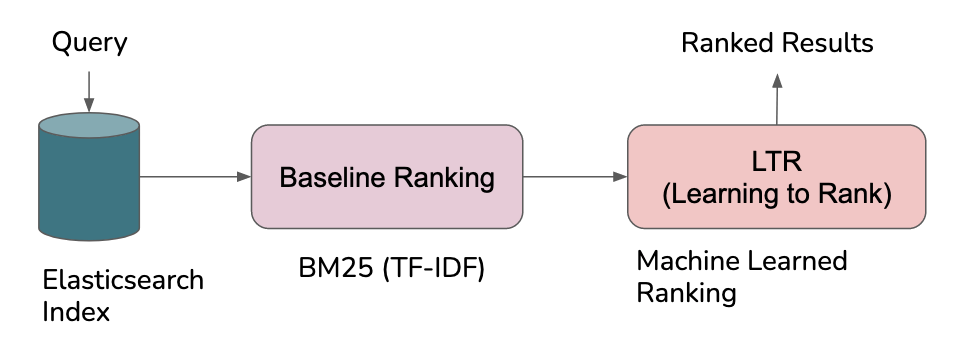 Query
Elasticsearch
Index
Baseline Ranking
BM25 (TF-IDF)
Ranked Results
LTR
(Learning to Rank)
Machine Learned
Ranking